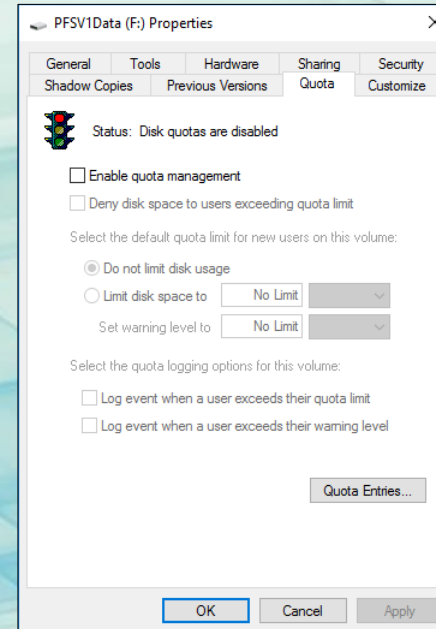 PFSV1Data (F:) Properties
General Tools Hardware Sharing Security
Shadow Copies Previous Versions Quota Customize
Status: Disk quotas are disabled
Enable quota management
Deny disk space to users exceeding quota limit
Select the default quota limit for new users on this volume:
Do not limit disk usage
Limit disk space to No Limit
Set warning level to No Limit
Select the quota logging options for this volume:
Log event when a user exceeds their quota limit
Log event when a user exceeds their warning level
Quota Entries...
OK Cancel Apply